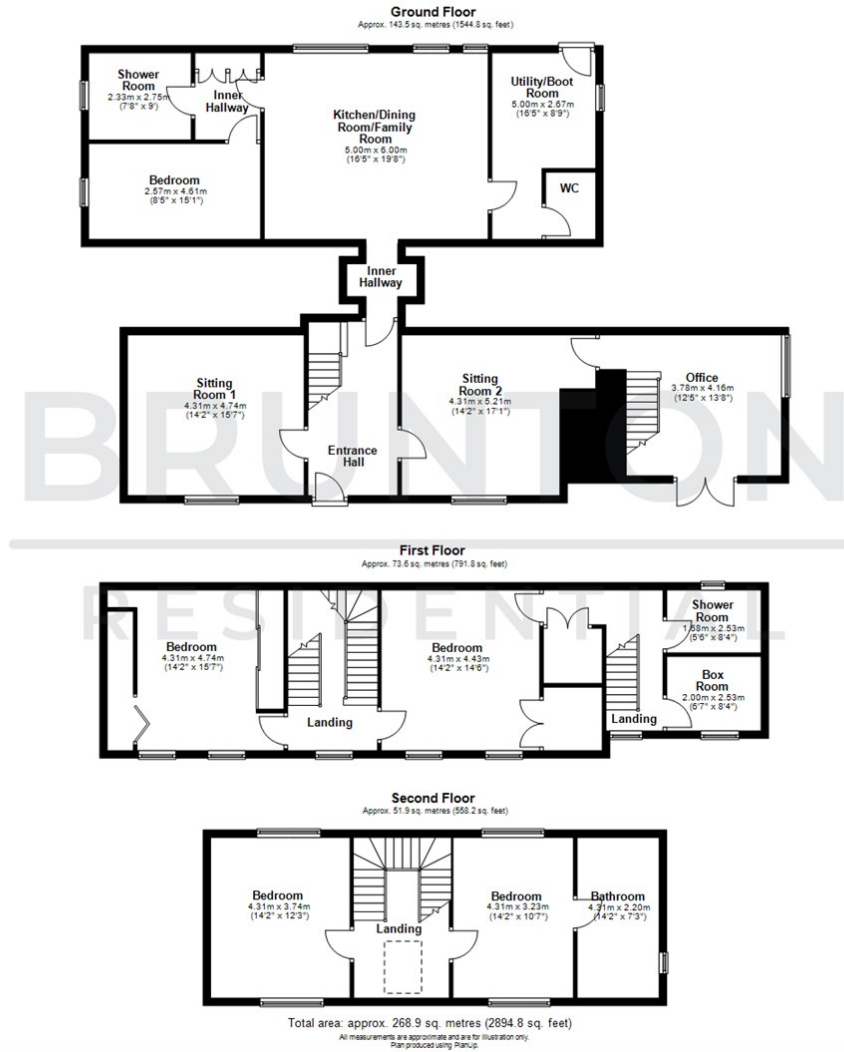 Ground Floor
Approx. 143.5 sq. metres (1544.8 sq. feet)
Shower
Room
2.33m x 2.75m
(7'8" x 9')
Inner
Hallway
Kitchen/Dining
Room/Family
Room
5.00m x 6.00m
(16'5" x 19'8")
Utility/Boot
Room
5.00m x 2.67m
(16'5" x 8'9")
Bedroom
2.57m x 4.61m
(8'5" x 15'1")
WC
Inner
Hallway
Sitting
Room 1
4.31m x 4.74m
(14'2" x 15'7")
Entrance
Hall
Sitting
Room 2
4.31m x 5.21m
(14'2" x 17'1")
Office
3.78m x 4.16m
(12'5" x 13'8")
BRUNTON
RESIDENTIAL
First Floor
Approx. 73.6 sq. metres (791.8 sq. feet)
Bedroom
4.31m x 4.74m
(14'2" x 15'7")
Landing
Bedroom
4.31m x 4.43m
(14'2" x 14'6")
Shower
Room
1.68m x 2.53m
(5'6" x 8'4")
Box
Room
2.00m x 2.53m
(6'7" x 8'4")
Landing
Second Floor
Approx. 51.9 sq. metres (558.2 sq. feet)
Bedroom
4.31m x 3.74m
(14'2" x 12'3")
Landing
Bedroom
4.31m x 3.23m
(14'2" x 10'7")
Bathroom
4.31m x 2.20m
(14'2" x 7'3")
Total area: approx. 268.9 sq. metres (2894.8 sq. feet)
All measurements are approximate and are for illustration only.
Plan produced using PlanUp.